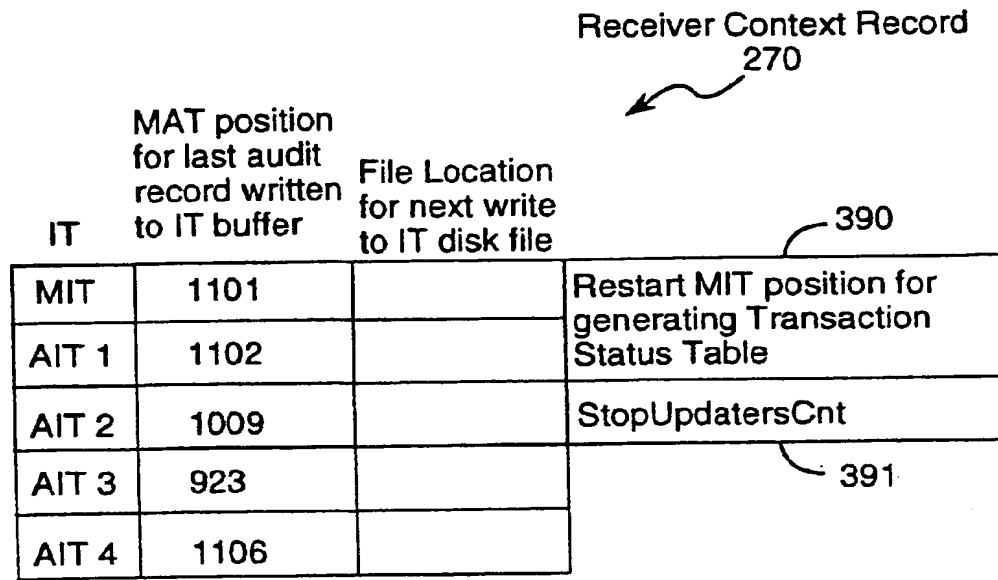 Receiver Context Record
270
MAT position
for last audit
record written
to IT buffer
File Location
for next write
to IT disk file
IT
390
MIT
1101
Restart MIT position for
generating Transaction
Status Table
AIT 1
1102
AIT 2
1009
StopUpdatersCnt
AIT 3
923
391
AIT 4
1106